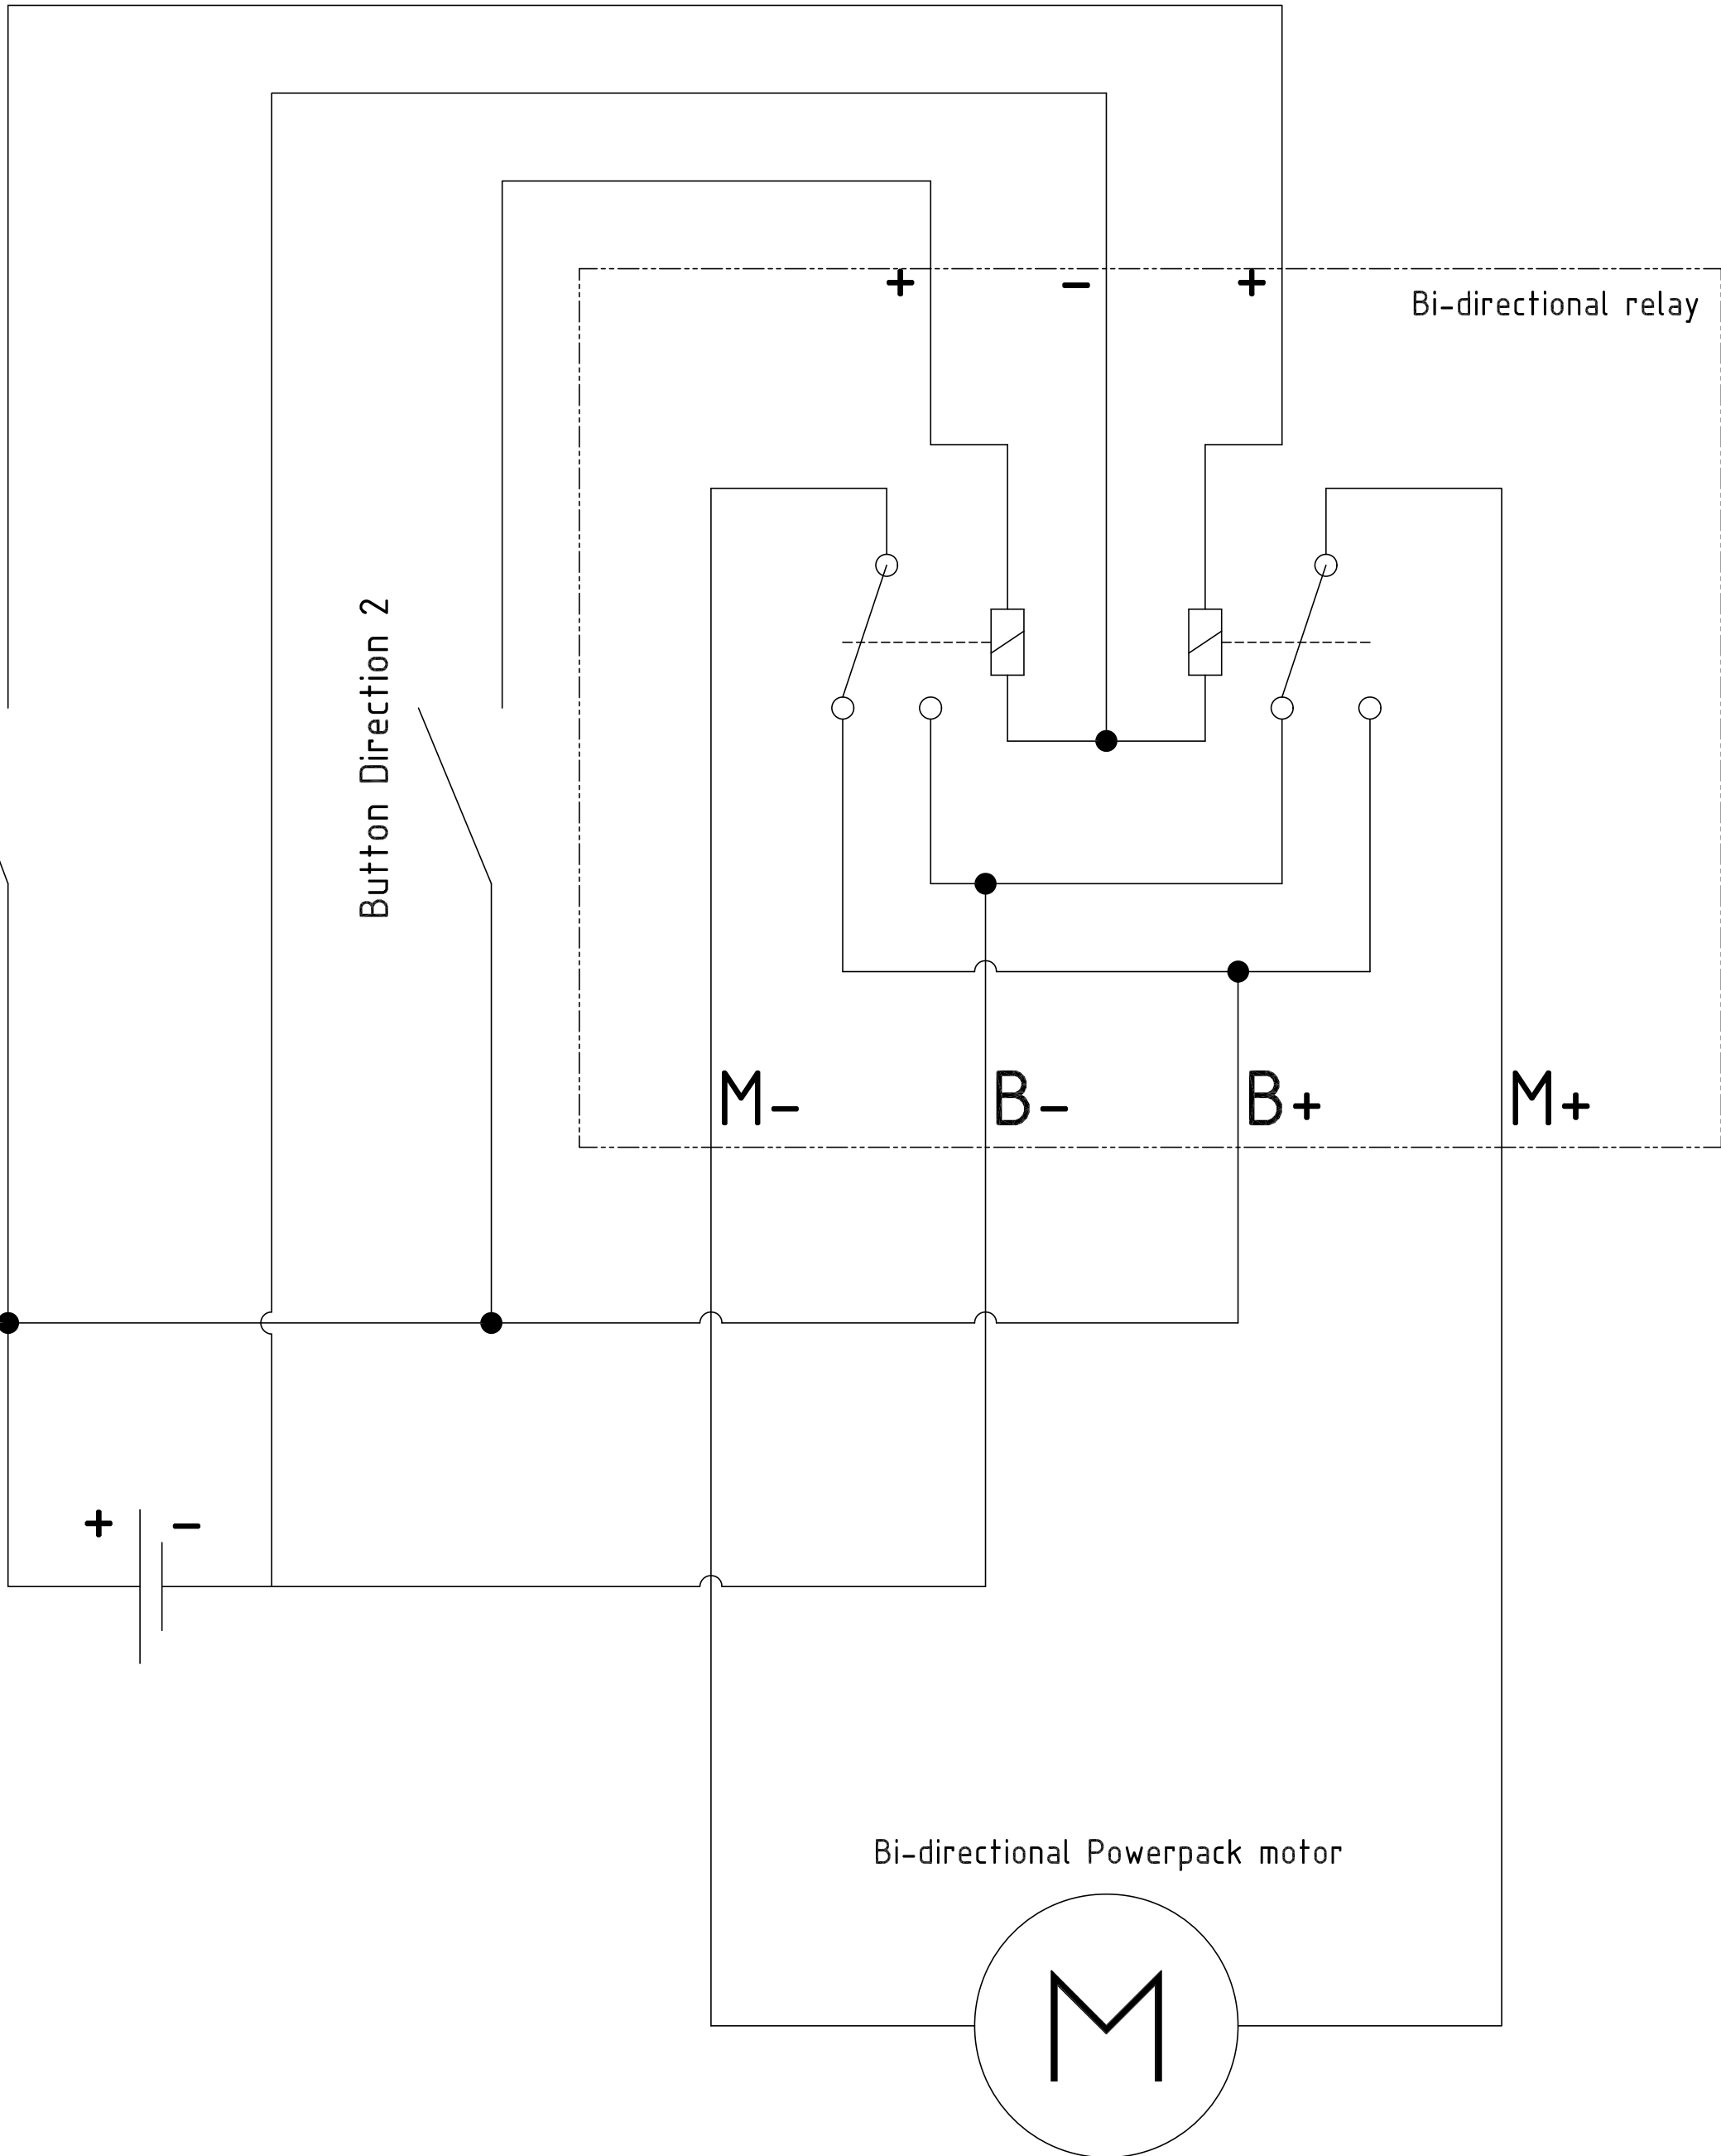 + - +
Bi-directional relay
Button Direction 2
M- B- B+ M+
+ -
Bi-directional Powerpack motor
M